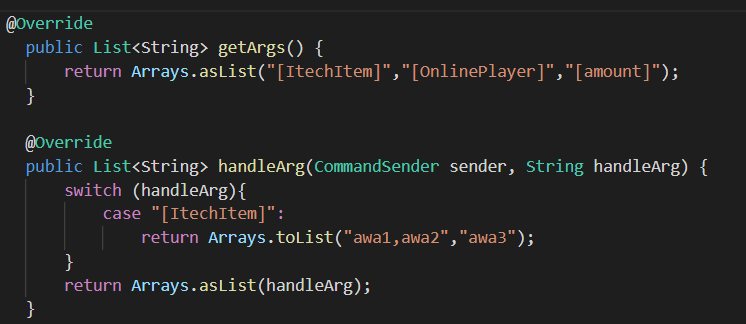 @Override
public List<String> getArgs() {
return Arrays.asList("[ItechItem]","[OnlinePlayer]","[amount]");
}
@Override
public List<String> handleArg(CommandSender sender, String handleArg) {
switch (handleArg){
case "[ItechItem]":
return Arrays.toList("awa1,awa2","awa3");
}
return Arrays.asList(handleArg);
}